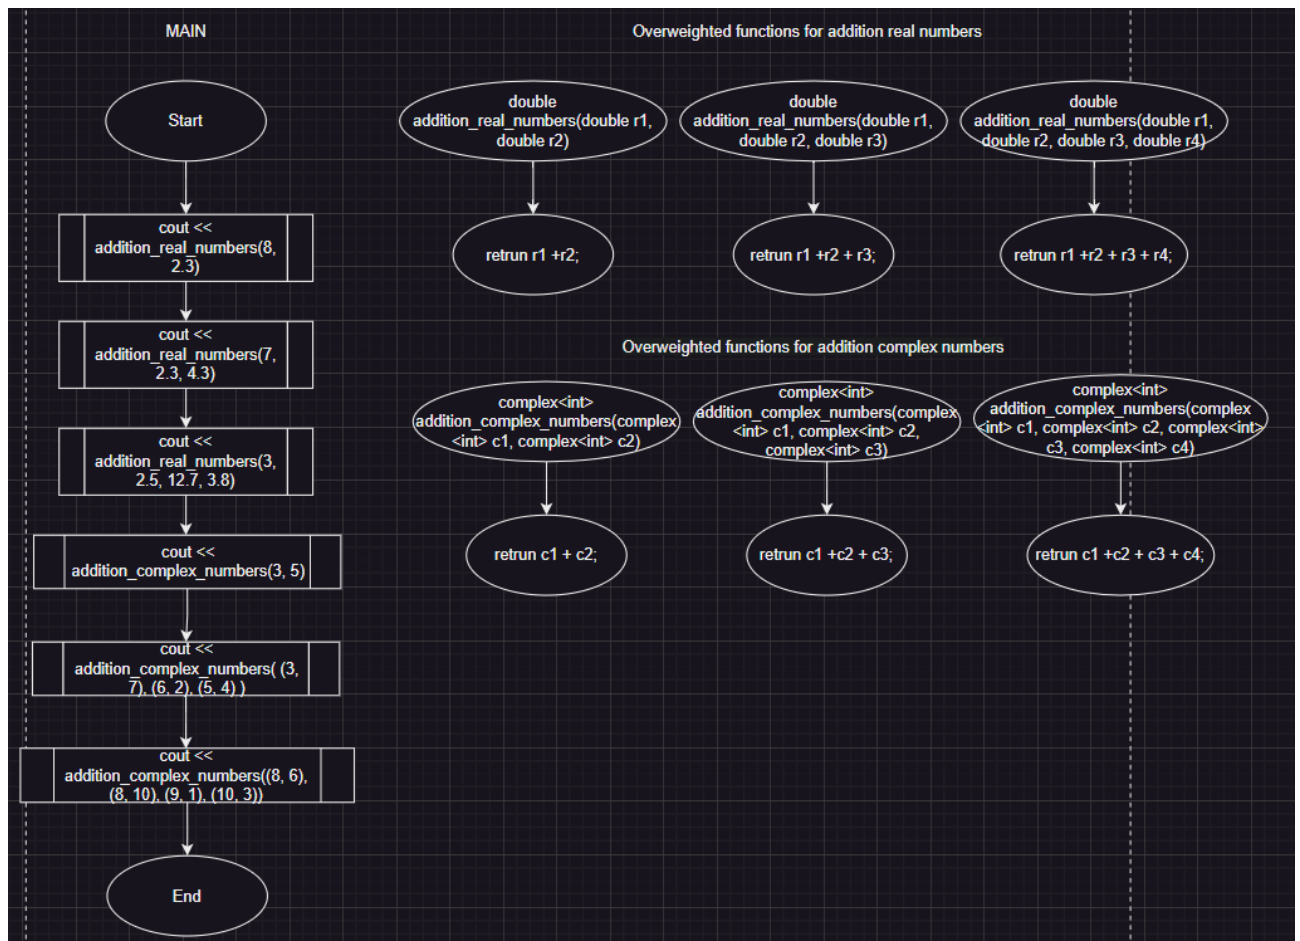 MAIN
Start
cout <<
addition_real_numbers(8,
2.3)
cout <<
addition_real_numbers(7,
2.3, 4.3)
cout <<
addition_real_numbers(3,
2.5, 12.7, 3.8)
cout <<
addition_complex_numbers(3, 5)
cout <<
addition_complex_numbers( (3,
7), (6, 2), (5, 4) )
cout <<
addition_complex_numbers((8, 6),
(8, 10), (9, 1), (10, 3))
End
Overweighted functions for addition real numbers
double
addition_real_numbers(double r1,
double r2)
retrun r1 +r2;
double
addition_real_numbers(double r1,
double r2, double r3)
retrun r1 +r2 + r3;
double
addition_real_numbers(double r1,
double r2, double r3, double r4)
retrun r1 +r2 + r3 + r4;
Overweighted functions for addition complex numbers
complex<int>
addition_complex_numbers(complex
<int> c1, complex<int> c2)
retrun c1 + c2;
complex<int>
addition_complex_numbers(complex
<int> c1, complex<int> c2,
complex<int> c3)
retrun c1 +c2 + c3;
complex<int>
addition_complex_numbers(complex
<int> c1, complex<int> c2, complex<int>
c3, complex<int> c4)
retrun c1 +c2 + c3 + c4;